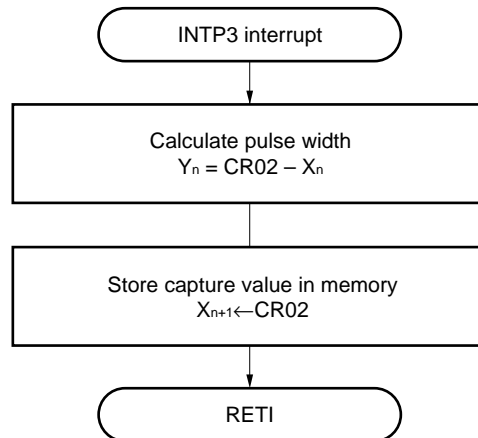 INTP3 interrupt
Calculate pulse width
Yn = CR02 – Xn
Store capture value in memory
Xn+1←CR02
RETI